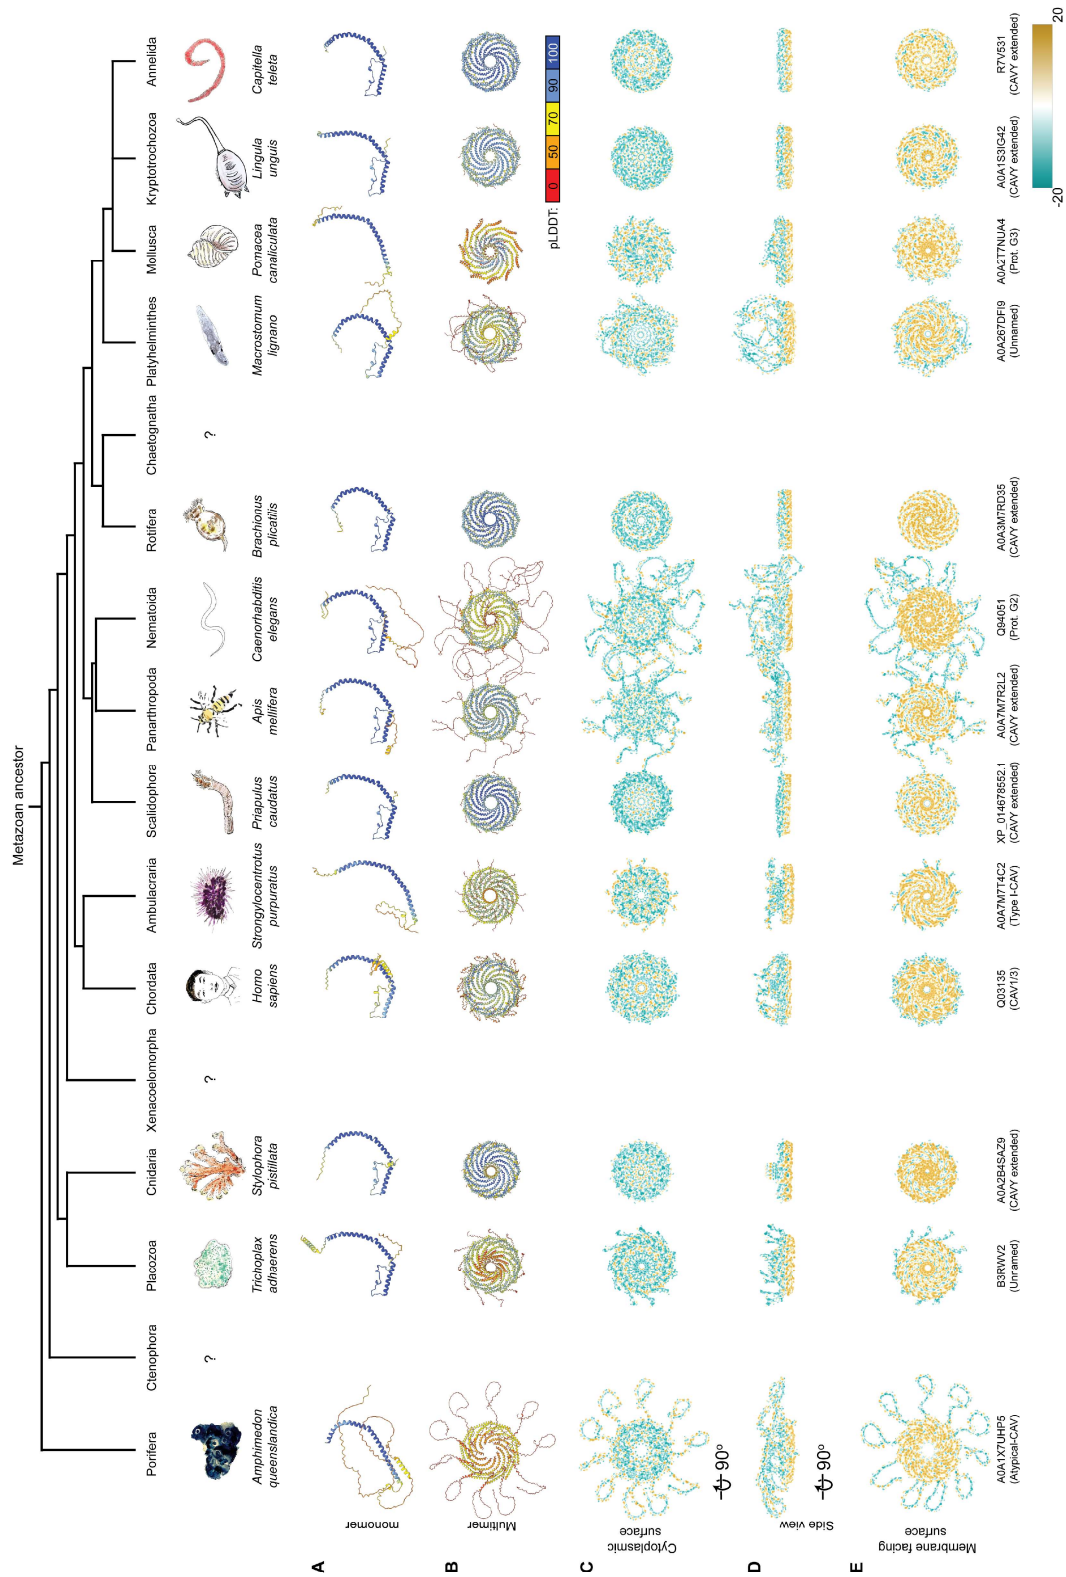 Metazoan ancestor
Porifera
Ctenophora
Placozoa
Cnidaria
Xenacoelomorpha
Chordata
Ambulacraria
Scalidophora
Panarthropoda
Nematoida
Rotifera
Chaetognatha
Platyhelminthes
Mollusca
Kryptotrochozoa
Annelida
?
?
?
Amphimedon
queenslandica
Trichoplax
adhaerens
Stylophora
pistillata
Homo
sapiens
Strongylocentrotus
purpuratus
Priapulus
caudatus
Apis
mellifera
Caenorhabditis
elegans
Brachionus
plicatilis
Macrostomum
lignano
Pomacea
canaliculata
Lingula
unguis
Capitella
teleta
A
monomer
B
Multimer
pLDDT:
0
50
70
90
100
C
Cytoplasmic
surface
90°
D
Side view
90°
E
Membrane facing
surface
A0A1X7UHP5
(Atypical-CAV)
B3RWV2
(Unnamed)
A0A2B4SAZ9
(CAVY extended)
Q03135
(CAV1/3)
A0A7M7T4C2
(Type I-CAV)
XP_014678552.1
(CAVY extended)
A0A7M7R2L2
(CAVY extended)
Q94051
(Prot. G2)
A0A3M7RD35
(CAVY extended)
A0A267DFI9
(Unnamed)
A0A2T7NUA4
(Prot. G3)
A0A1S3IG42
(CAVY extended)
R7V531
(CAVY extended)
-20
20